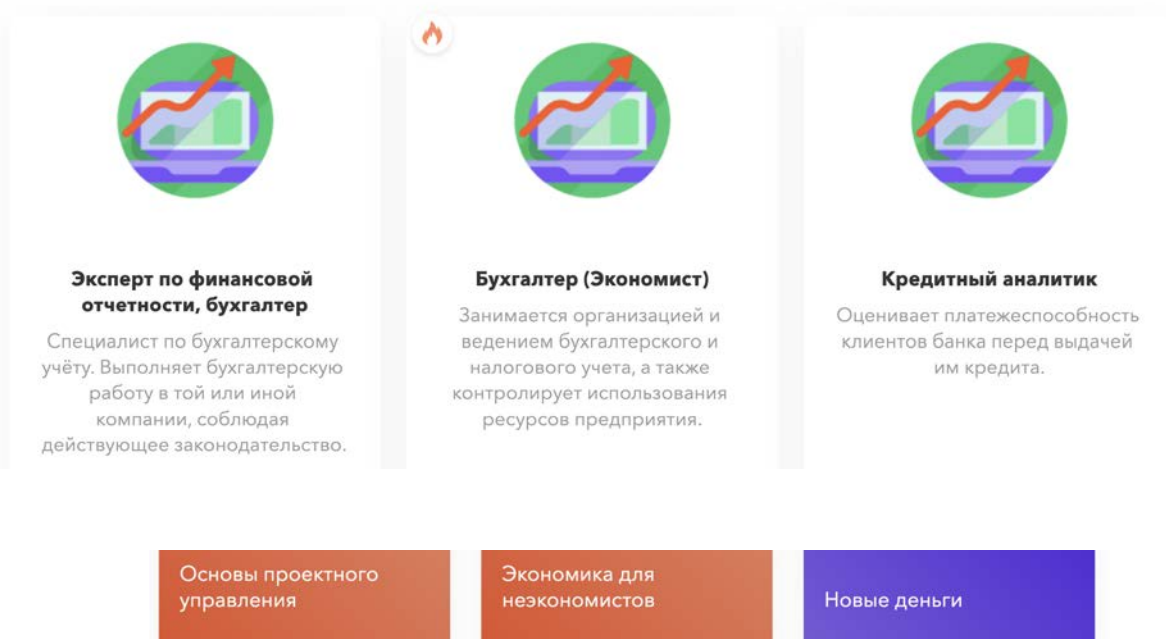 Эксперт по финансовой
отчетности, бухгалтер
Специалист по бухгалтерскому
учёту. Выполняет бухгалтерскую
работу в той или иной
компании, соблюдая
действующее законодательство.
Бухгалтер (Экономист)
Занимается организацией и
ведением бухгалтерского и
налогового учета, а также
контролирует использования
ресурсов предприятия.
Кредитный аналитик
Оценивает платежеспособность
клиентов банка перед выдачей
им кредита.
Основы проектного
управления
Экономика для
неэкономистов
Новые деньги